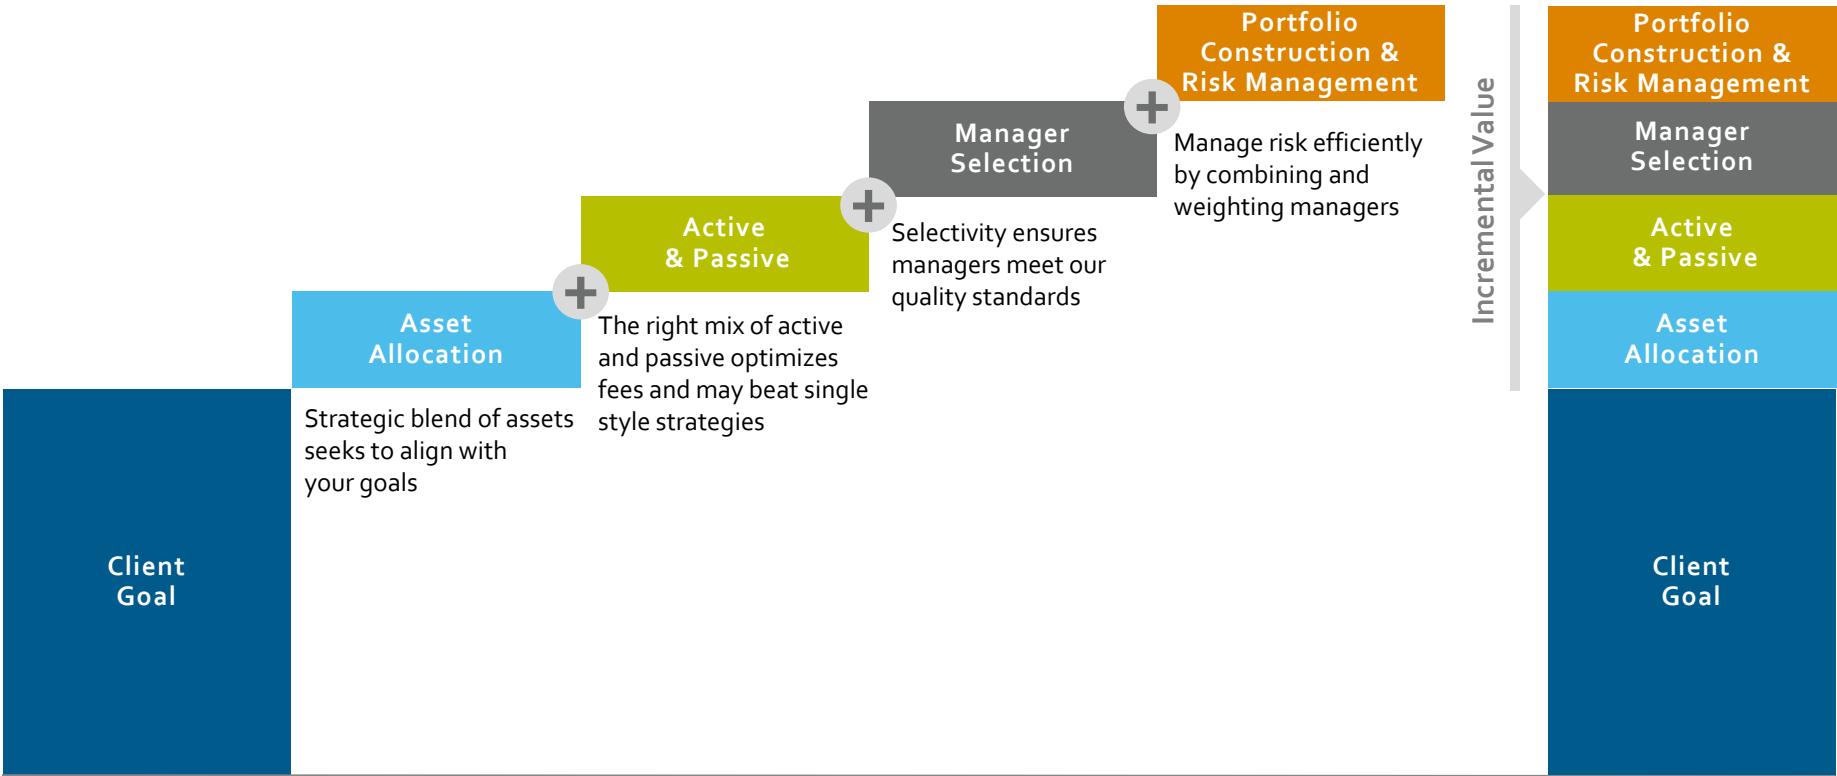 Client
Goal
Asset
Allocation
Strategic blend of assets
seeks to align with
your goals
Active
& Passive
The right mix of active
and passive optimizes
fees and may beat single
style strategies
Manager
Selection
Selectivity ensures
managers meet our
quality standards
Portfolio
Construction &
Risk Management
Manage risk efficiently
by combining and
weighting managers
Incremental Value
Portfolio
Construction &
Risk Management
Manager
Selection
Active
& Passive
Asset
Allocation
Client
Goal